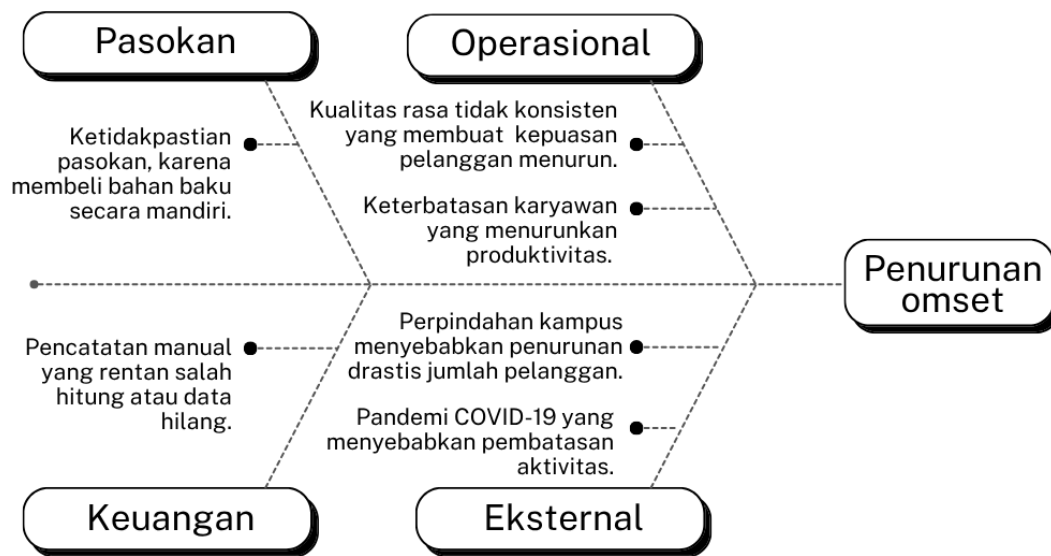 Pasokan
Operasional
Ketidakpastian
pasokan, karena
membeli bahan baku
secara mandiri.
Kualitas rasa tidak konsisten
yang membuat kepuasan
pelanggan menurun.
Keterbatasan karyawan
yang menurunkan
produktivitas.
Penurunan
omset
Pencatatan manual
yang rentan salah
hitung atau data
hilang.
Perpindahan kampus
menyebabkan penurunan
drastis jumlah pelanggan.
Pandemi COVID-19 yang
menyebabkan pembatasan
aktivitas.
Keuangan
Eksternal